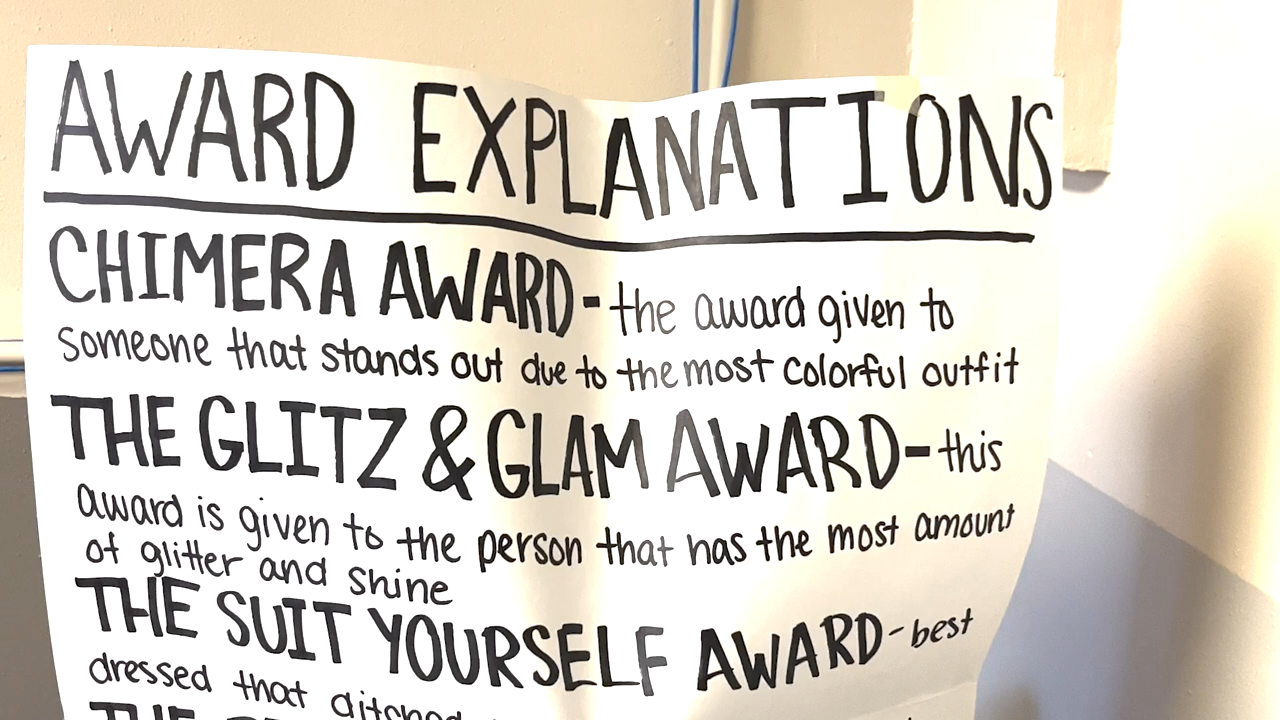 AWARD EXPLANATIONS
CHIMERA AWARD - the award given to
someone that stands out due to the most colorful outfit
THE GLITZ & GLAM AWARD - this
award is given to the person that has the most amount
of glitter and shine
THE SUIT YOURSELF AWARD - best
dressed that ditched
THE